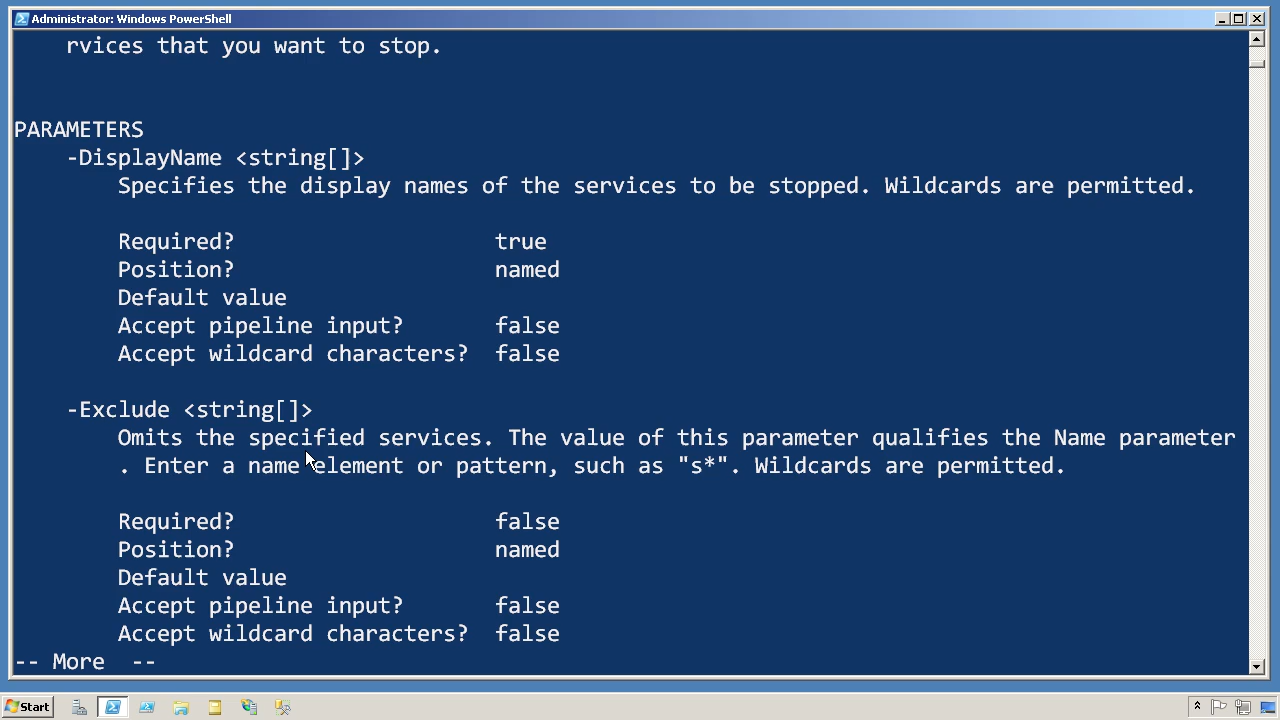 Administrator: Windows PowerShell
rvices that you want to stop.
PARAMETERS
-DisplayName <string[]>
Specifies the display names of the services to be stopped. Wildcards are permitted.
Required? true
Position? named
Default value
Accept pipeline input? false
Accept wildcard characters? false
-Exclude <string[]>
Omits the specified services. The value of this parameter qualifies the Name parameter
. Enter a name element or pattern, such as "s*". Wildcards are permitted.
Required? false
Position? named
Default value
Accept pipeline input? false
Accept wildcard characters? false
-- More --
Start